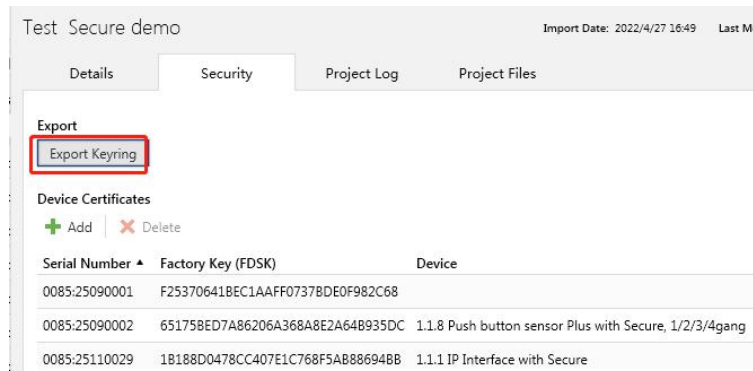 Test Secure demo Import Date: 2022/4/27 16:49 Last M
Details Security Project Log Project Files
Export
Export Keyring
Device Certificates
Add Delete
Serial Number Factory Key (FDSK) Device
0085:25090001 F25370641BEC1AAFF0737BDE0F982C68
0085:25090002 65175BED7A86206A368A8E2A64B935DC 1.1.8 Push button sensor Plus with Secure, 1/2/3/4gang
0085:25110029 1B188D0478CC407E1C768F5AB88694BB 1.1.1 IP Interface with Secure